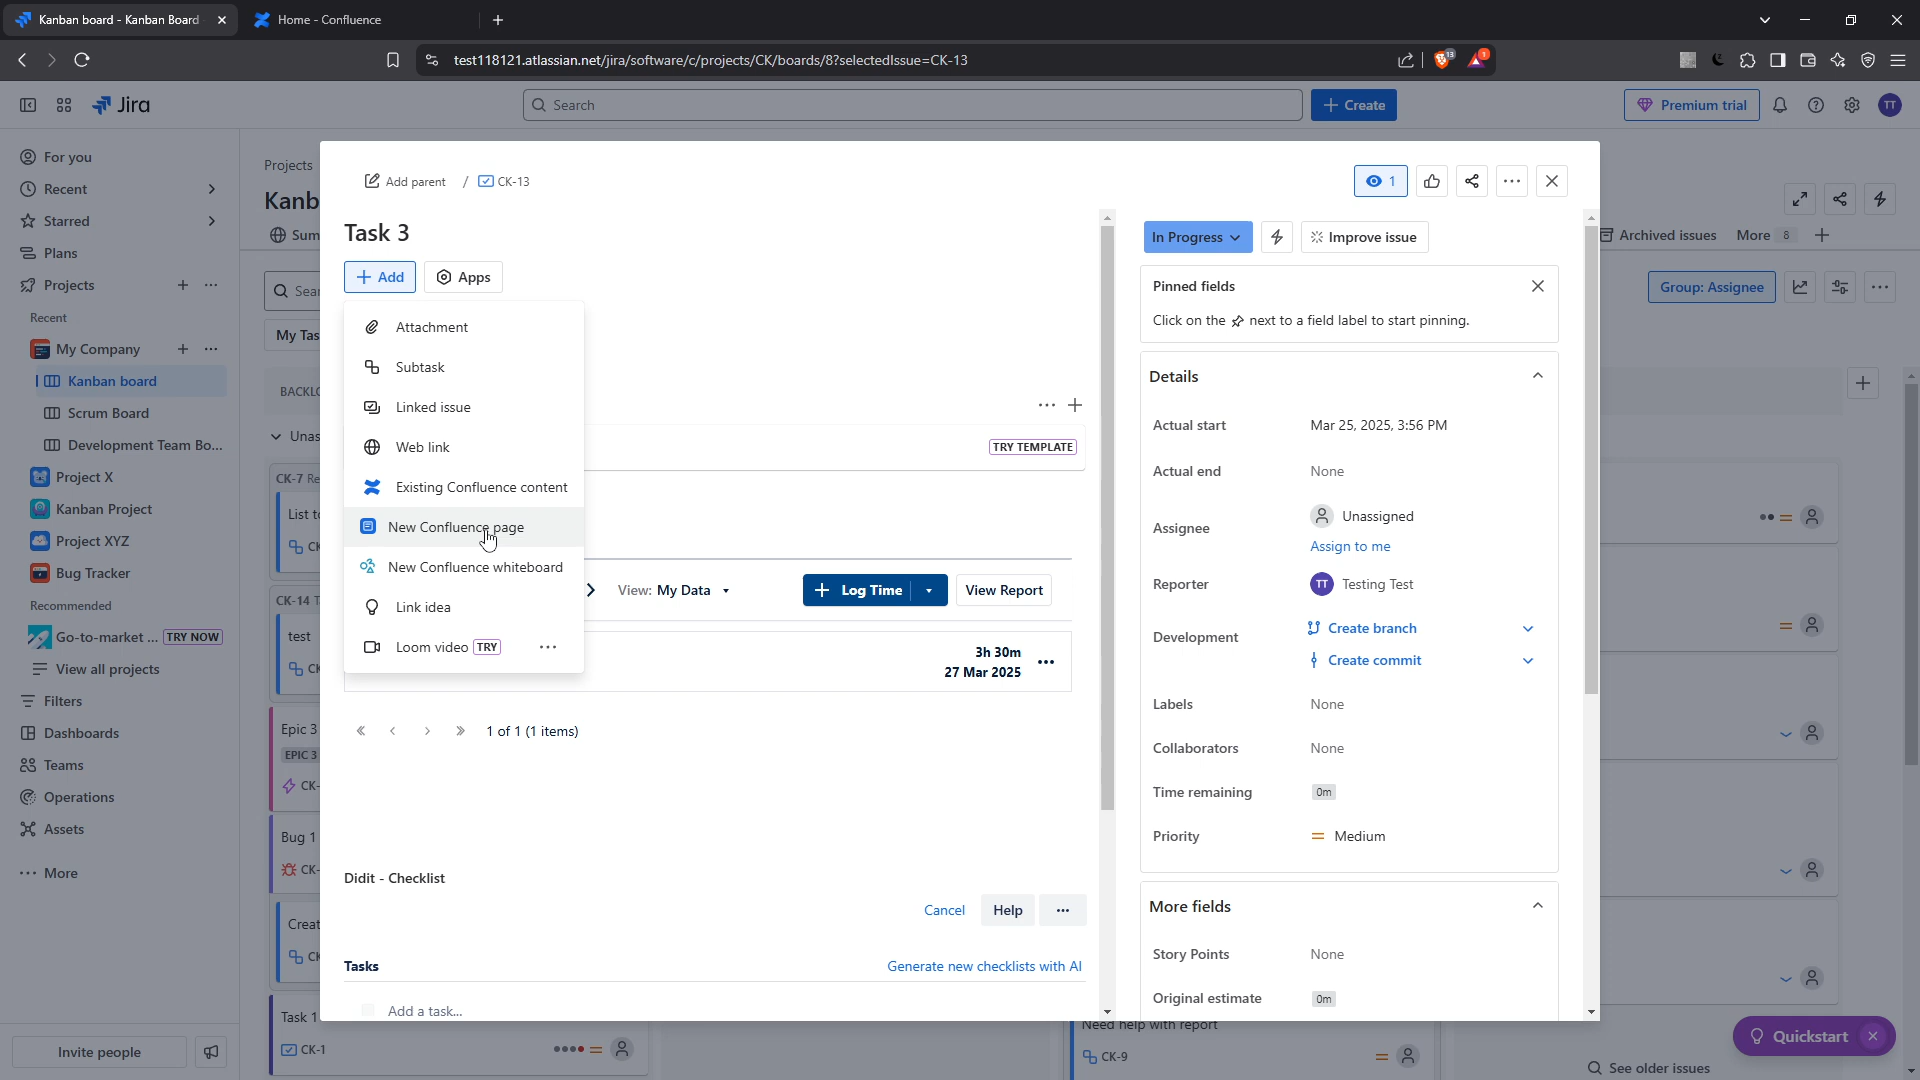 Kanban board - Kanban Board
Home - Confluence
test118121.atlassian.net/jira/software/c/projects/CK/boards/8?selectedIssue=CK-13
13
1
Jira
Search
Create
Premium trial
TT
For you
Recent
Starred
Plans
Projects
Recent
My Company
Kanban board
Scrum Board
Development Team Bo...
Project X
Kanban Project
Project XYZ
Bug Tracker
Recommended
Go-to-market ... TRY NOW
View all projects
Filters
Dashboards
Teams
Operations
Assets
More
Invite people
Projects
Kanb
Sum
Archived issues
More 8
Sear
Group: Assignee
My Tas
BACKLO
Unas
CK-7 Re
List to
CK
CK-14 T
test
CK
Epic 3
EPIC 3
CK-
Bug 1
CK-
Creat
CK
Task 1
CK-1
Need help with report
CK-9
See older issues
Quickstart
Add parent / CK-13
1
Task 3
Add
Apps
Attachment
Subtask
Linked issue
Web link
Existing Confluence content
New Confluence page
New Confluence whiteboard
Link idea
Loom video TRY
TRY TEMPLATE
View: My Data
Log Time
View Report
3h 30m
27 Mar 2025
1 of 1 (1 items)
Didit - Checklist
Cancel
Help
Tasks
Generate new checklists with AI
Add a task...
In Progress
Improve issue
Pinned fields
Click on the next to a field label to start pinning.
Details
Actual start
Mar 25, 2025, 3:56 PM
Actual end
None
Assignee
Unassigned
Assign to me
Reporter
TT Testing Test
Development
Create branch
Create commit
Labels
None
Collaborators
None
Time remaining
0m
Priority
Medium
More fields
Story Points
None
Original estimate
0m